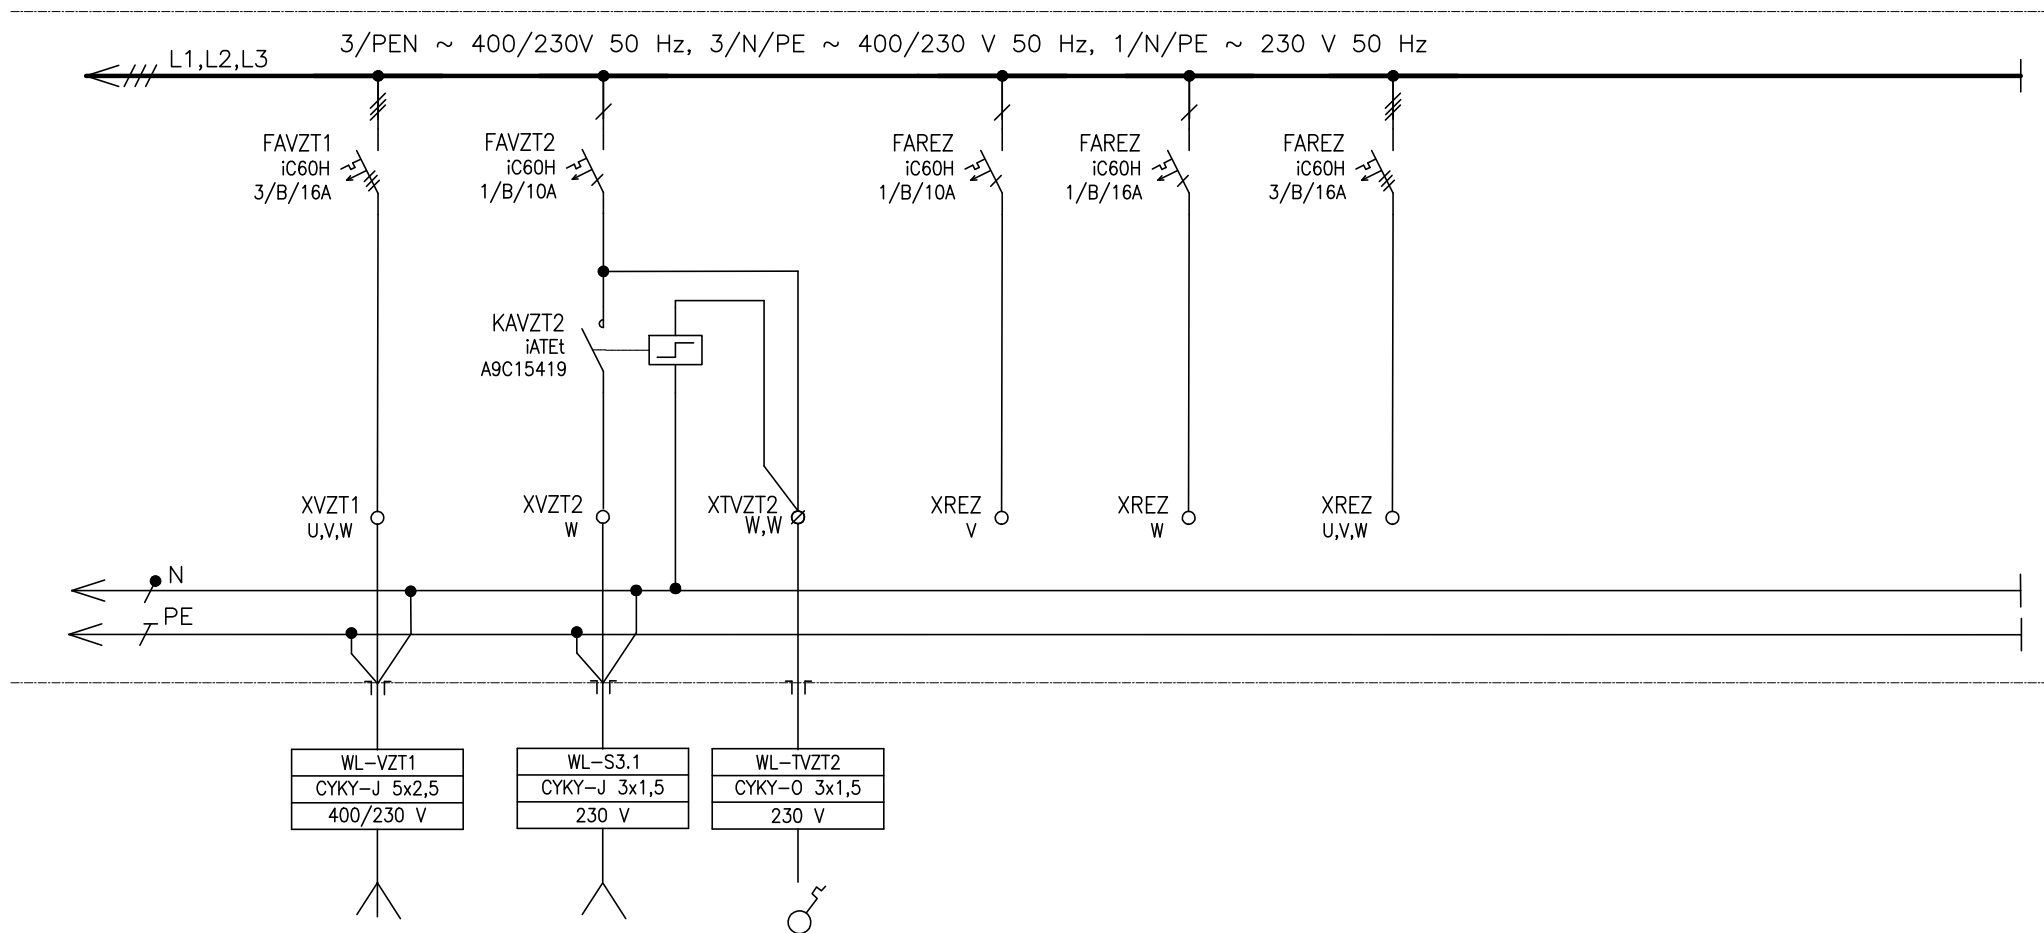 3/PEN ~ 400/230V 50 Hz, 3/N/PE ~ 400/230 V 50 Hz, 1/N/PE ~ 230 V 50 Hz
L1,L2,L3
FAVZT1
iC60H
3/B/16A
FAVZT2
iC60H
1/B/10A
FAREZ
iC60H
1/B/10A
FAREZ
iC60H
1/B/16A
FAREZ
iC60H
3/B/16A
KAVZT2
iATEt
A9C15419
XVZT1
U,V,W
XVZT2
W
XTVZT2
W,W
XREZ
V
XREZ
W
XREZ
U,V,W
N
PE
WL-VZT1
CYKY-J 5x2,5
400/230 V
WL-S3.1
CYKY-J 3x1,5
230 V
WL-TVZT2
CYKY-O 3x1,5
230 V